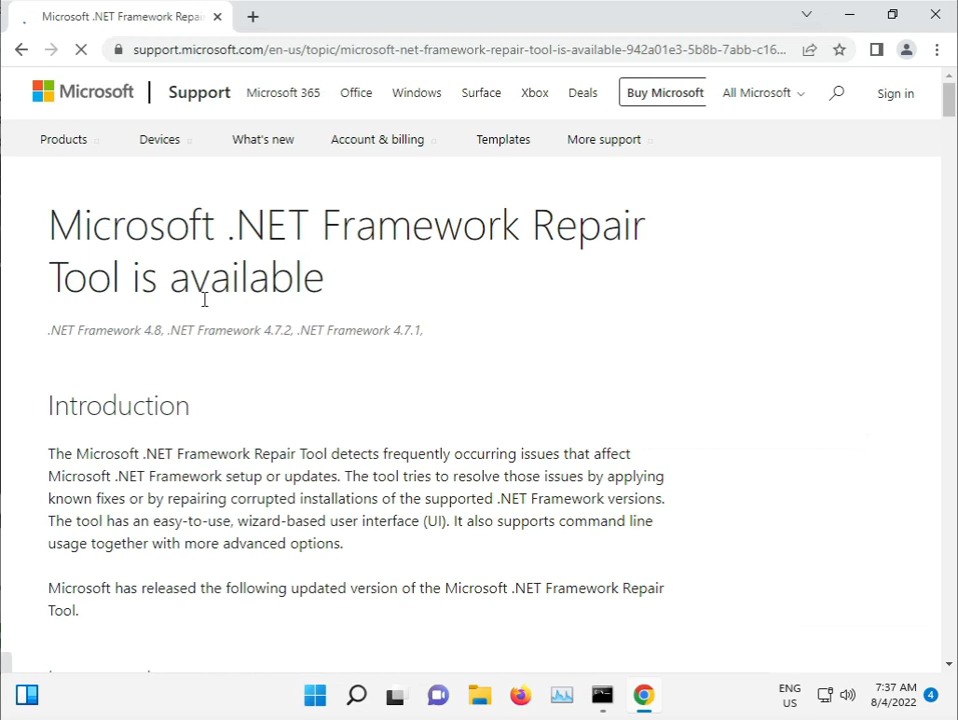 Microsoft .NET Framework Repai
support.microsoft.com/en-us/topic/microsoft-net-framework-repair-tool-is-available-942a01e3-5b8b-7abb-c16...
Microsoft Support Microsoft 365 Office Windows Surface Xbox Deals Buy Microsoft All Microsoft Sign in
Products Devices What's new Account & billing Templates More support
Microsoft .NET Framework Repair
Tool is available
.NET Framework 4.8, .NET Framework 4.7.2, .NET Framework 4.7.1,
Introduction
The Microsoft .NET Framework Repair Tool detects frequently occurring issues that affect
Microsoft .NET Framework setup or updates. The tool tries to resolve those issues by applying
known fixes or by repairing corrupted installations of the supported .NET Framework versions.
The tool has an easy-to-use, wizard-based user interface (UI). It also supports command line
usage together with more advanced options.
Microsoft has released the following updated version of the Microsoft .NET Framework Repair
Tool.
ENG
US
7:37 AM
8/4/2022
4